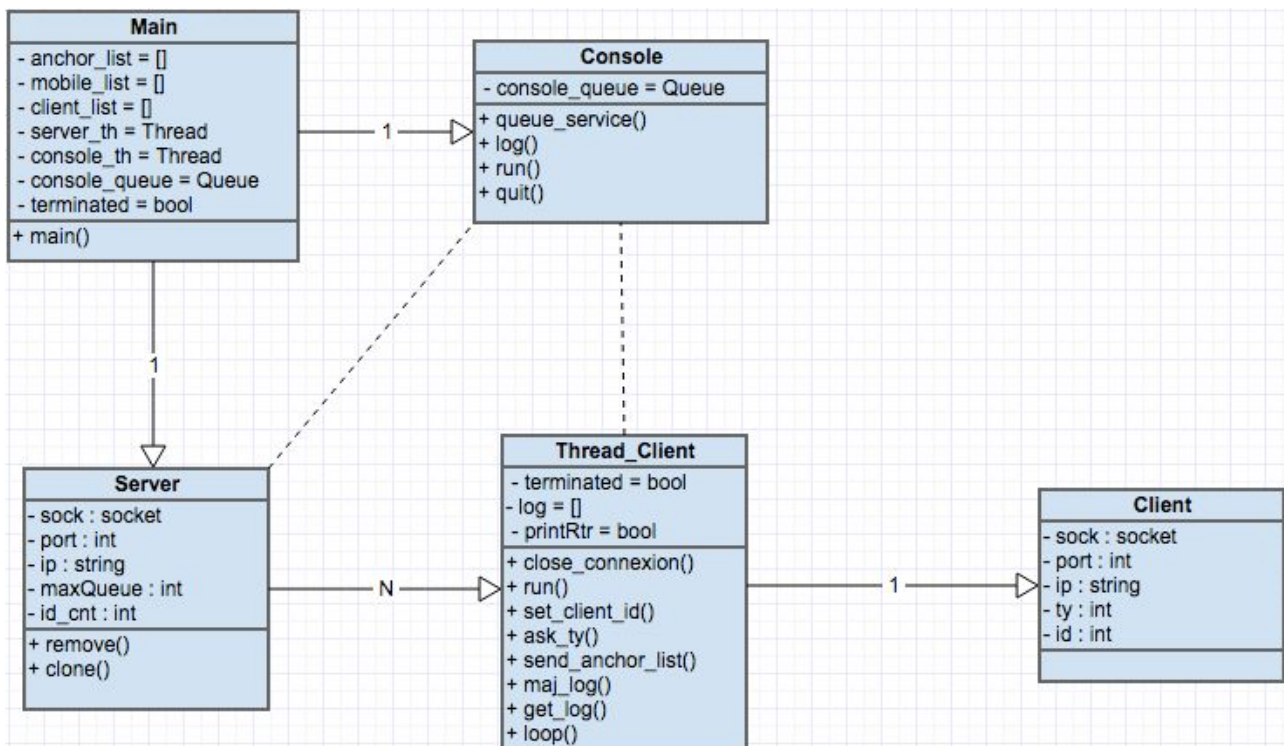 Main
- anchor_list = []
- mobile_list = []
- client_list = []
- server_th = Thread
- console_th = Thread
- console_queue = Queue
- terminated = bool
+ main()
1
Console
- console_queue = Queue
+ queue_service()
+ log()
+ run()
+ quit()
1
Server
- sock : socket
- port : int
- ip : string
- maxQueue : int
- id_cnt : int
+ remove()
+ clone()
N
Thread_Client
- terminated = bool
- log = []
- printRtr = bool
+ close_connexion()
+ run()
+ set_client_id()
+ ask_ty()
+ send_anchor_list()
+ maj_log()
+ get_log()
+ loop()
1
Client
- sock : socket
- port : int
- ip : string
- ty : int
- id : int